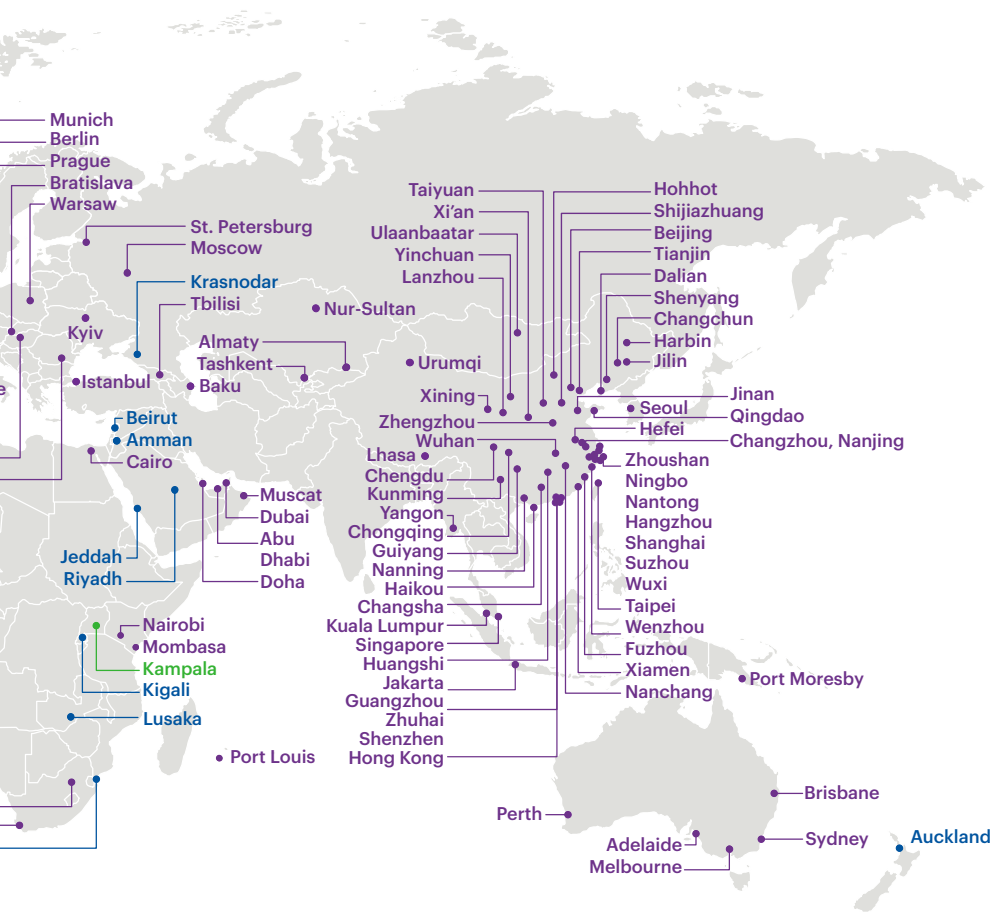 Munich
Berlin
Prague
Bratislava
Warsaw
St. Petersburg
Moscow
Krasnodar
Tbilisi
Nur-Sultan
Kyiv
Almaty
Tashkent
Urumqi
Istanbul
Baku
e
Beirut
Amman
Cairo
Muscat
Dubai
Abu
Dhabi
Doha
Jeddah
Riyadh
Nairobi
Mombasa
Kampala
Kigali
Lusaka
Port Louis
Taiyuan
Xi’an
Ulaanbaatar
Yinchuan
Lanzhou
Xining
Zhengzhou
Wuhan
Lhasa
Chengdu
Kunming
Yangon
Chongqing
Guiyang
Nanning
Haikou
Changsha
Kuala Lumpur
Singapore
Huangshi
Jakarta
Guangzhou
Zhuhai
Shenzhen
Hong Kong
Hohhot
Shijiazhuang
Beijing
Tianjin
Dalian
Shenyang
Changchun
Harbin
Jilin
Jinan
Seoul
Qingdao
Hefei
Changzhou, Nanjing
Zhoushan
Ningbo
Nantong
Hangzhou
Shanghai
Suzhou
Wuxi
Taipei
Wenzhou
Fuzhou
Xiamen
Nanchang
Port Moresby
Brisbane
Perth
Adelaide
Sydney
Auckland
Melbourne